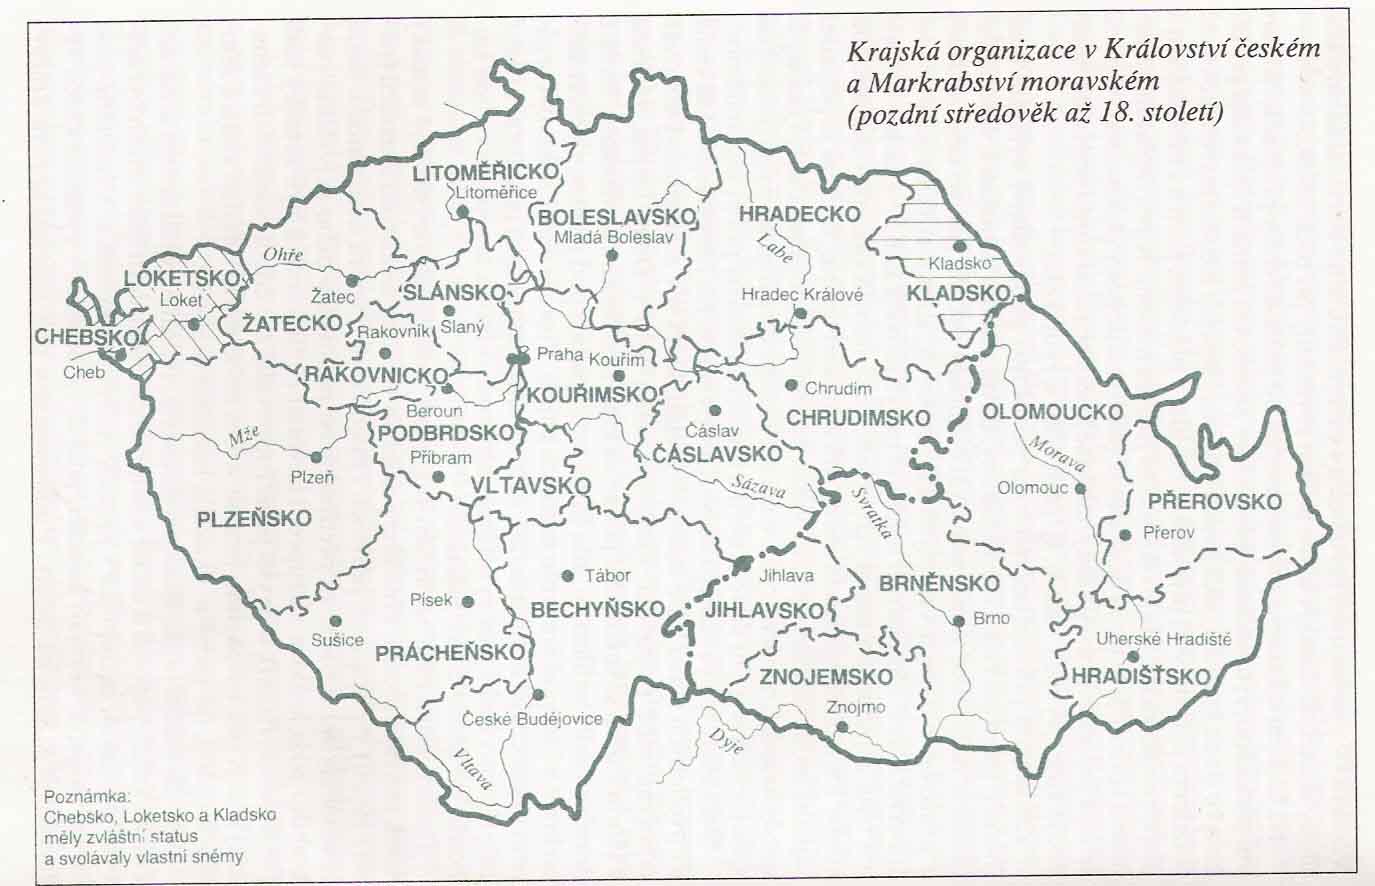 Krajská organizace v Království českém
a Markrabství moravském
(pozdní středověk až 18. století)
LITOMĚŘICKO
Litoměřice
BOLESLAVSKO
Mladá Boleslav
HRADECKO
Labe
Kladsko
Ohře
LOKETSKO
Loket
Žatec
SLÁNSKO
Hradec Králové
KLADSKO
CHEBSKO
Cheb
ŽATECKO
Rakovník
Slaný
Praha
Kouřim
RAKOVNICKO
KOUŘIMSKO
Chrudim
Beroun
CHRUDIMSKO
OLOMOUCKO
Mže
PODBRDSKO
Čáslav
Příbram
ČÁSLAVSKO
Morava
Plzeň
VLTAVSKO
Sázava
Svratka
Olomouc
PŘEROVSKO
PLZEŇSKO
Přerov
Tábor
Jihlava
BRNĚNSKO
Písek
BECHYŇSKO
JIHLAVSKO
Brno
Sušice
PRÁCHEŇSKO
Uherské Hradiště
ZNOJEMSKO
HRADIŠŤSKO
České Budějovice
Znojmo
Dyje
Vltava
Poznámka:
Chebsko, Loketsko a Kladsko
měly zvláštní status
a svolávaly vlastní snémy